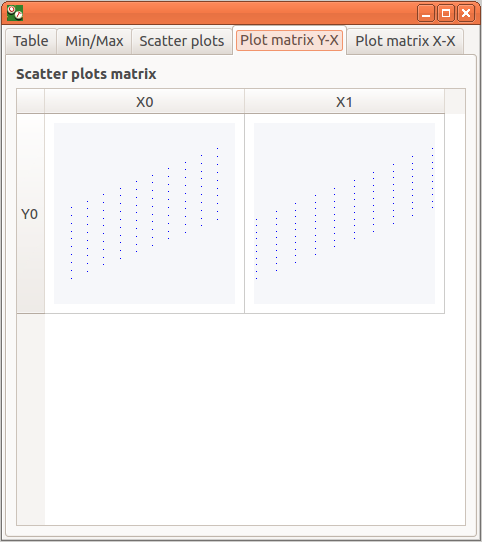 Table Min/Max Scatter plots Plot matrix Y-X Plot matrix X-X
Scatter plots matrix
X0 X1
Y0